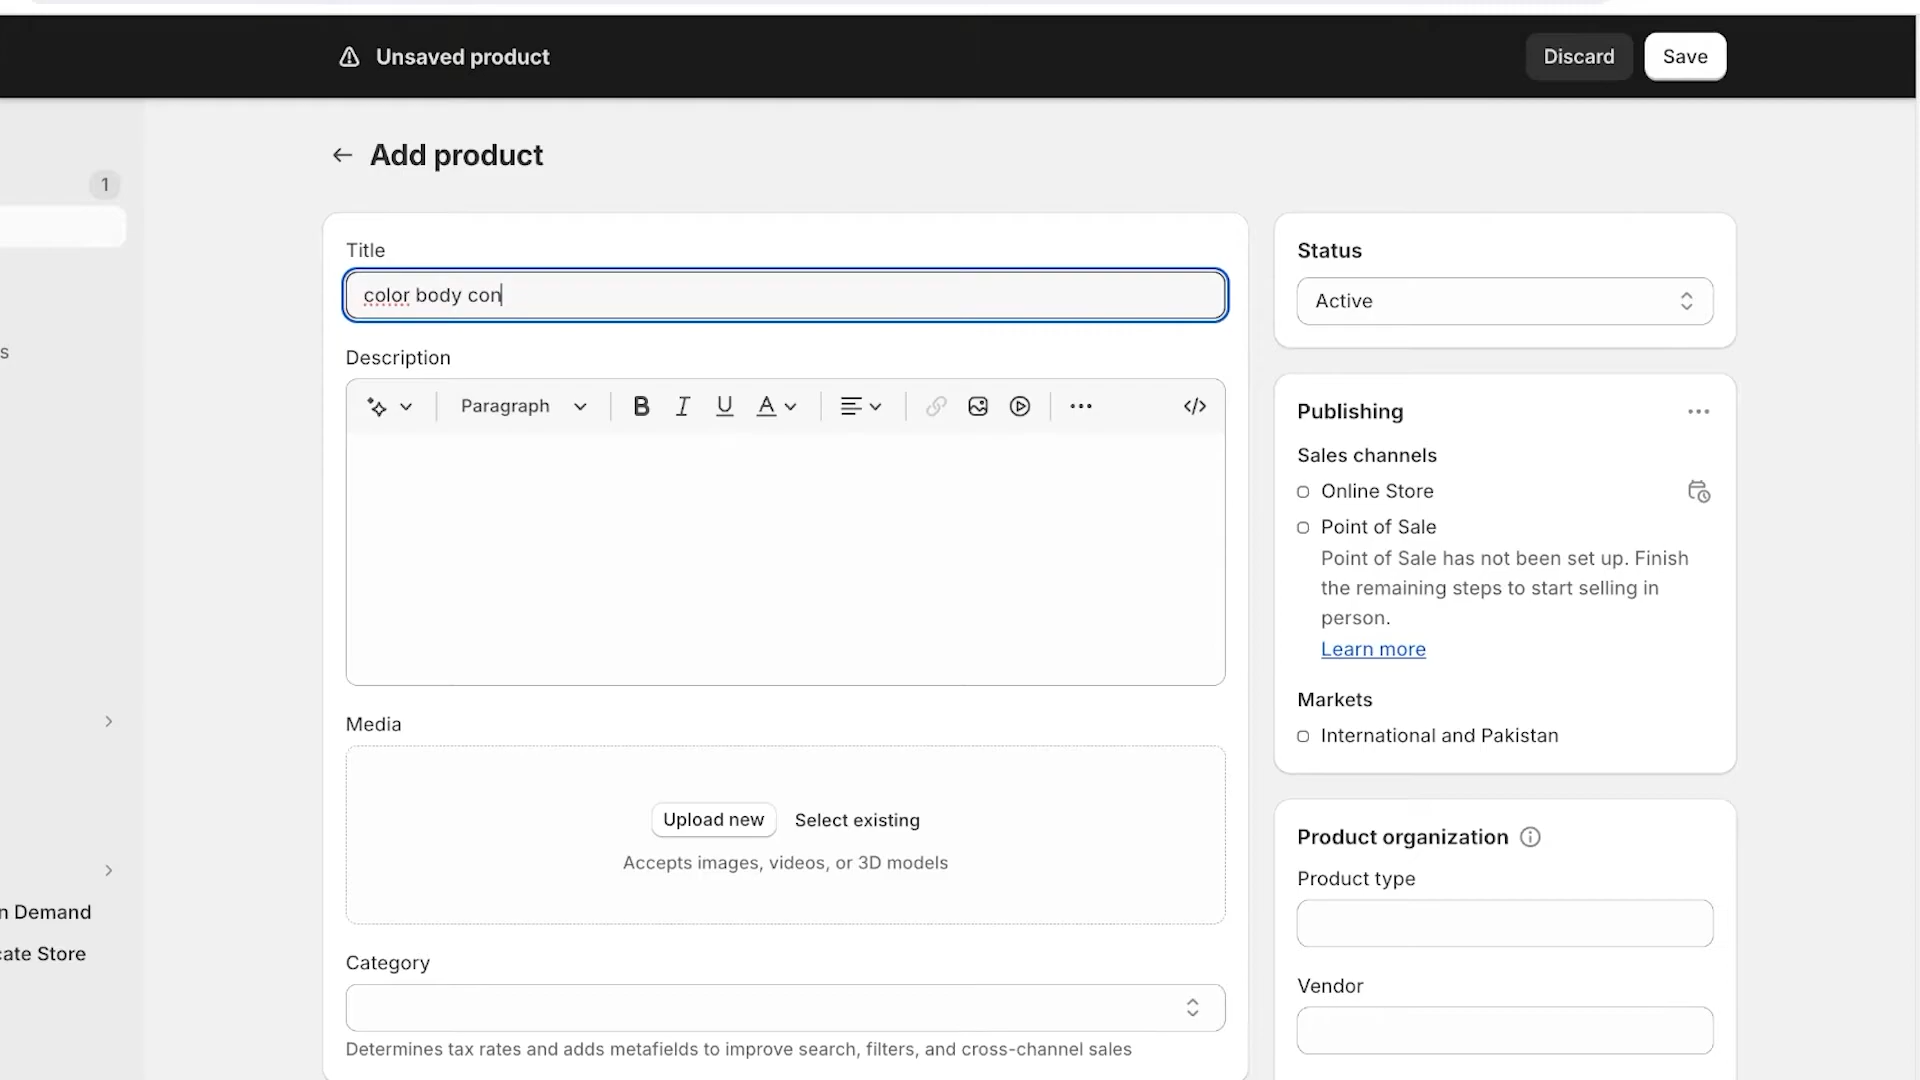 Unsaved product
Discard
Save
Add product
1
s
n Demand
cate Store
Title
color body con
Description
Paragraph
B I U A
</>
Media
Upload new
Select existing
Accepts images, videos, or 3D models
Category
Determines tax rates and adds metafields to improve search, filters, and cross-channel sales
Status
Active
Publishing
Sales channels
Online Store
Point of Sale
Point of Sale has not been set up. Finish
the remaining steps to start selling in
person.
Learn more
Markets
International and Pakistan
Product organization
Product type
Vendor